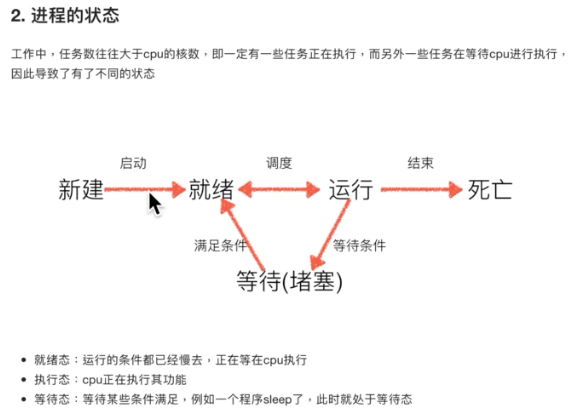 2. 进程的状态
工作中，任务数往往大于cpu的核数，即一定有一些任务正在执行，而另外一些任务在等待cpu进行执行，
因此导致了有了不同的状态
启动 调度 结束
新建 就绪 运行 死亡
满足条件 等待条件
等待(堵塞)
就绪态：运行的条件都已经慢去，正在等在cpu执行
执行态：cpu正在执行其功能
等待态：等待某些条件满足，例如一个程序sleep了，此时就处于等待态